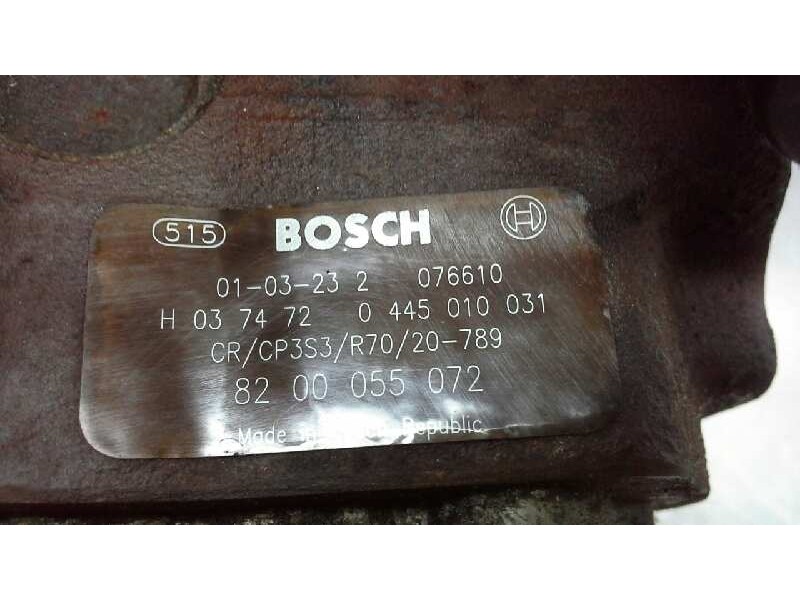 515 BOSCH
01-03-23 2 076610
H 03 74 72 0 445 010 031
CR/CP3S3/R70/20-789
82 00 055 072
Made Republic